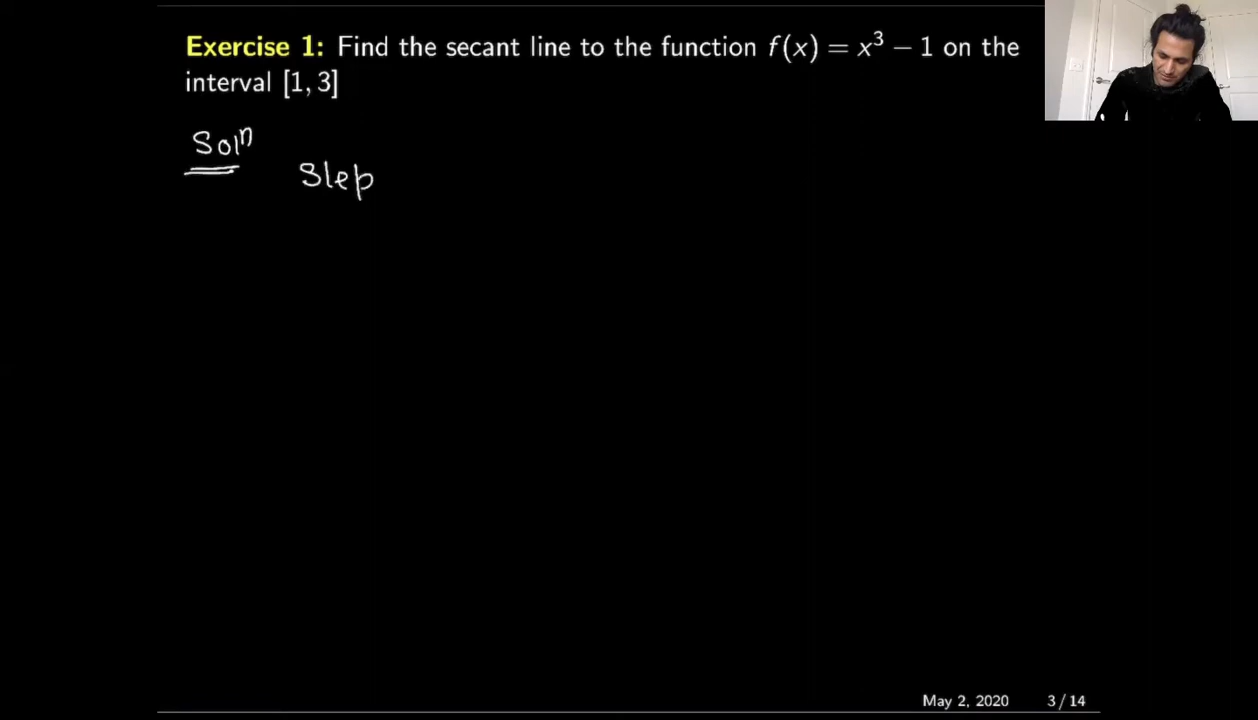 Exercise 1: Find the secant line to the function f(x) = x³ − 1 on the
interval [1, 3]
Solⁿ
Step
May 2, 2020 3 / 14